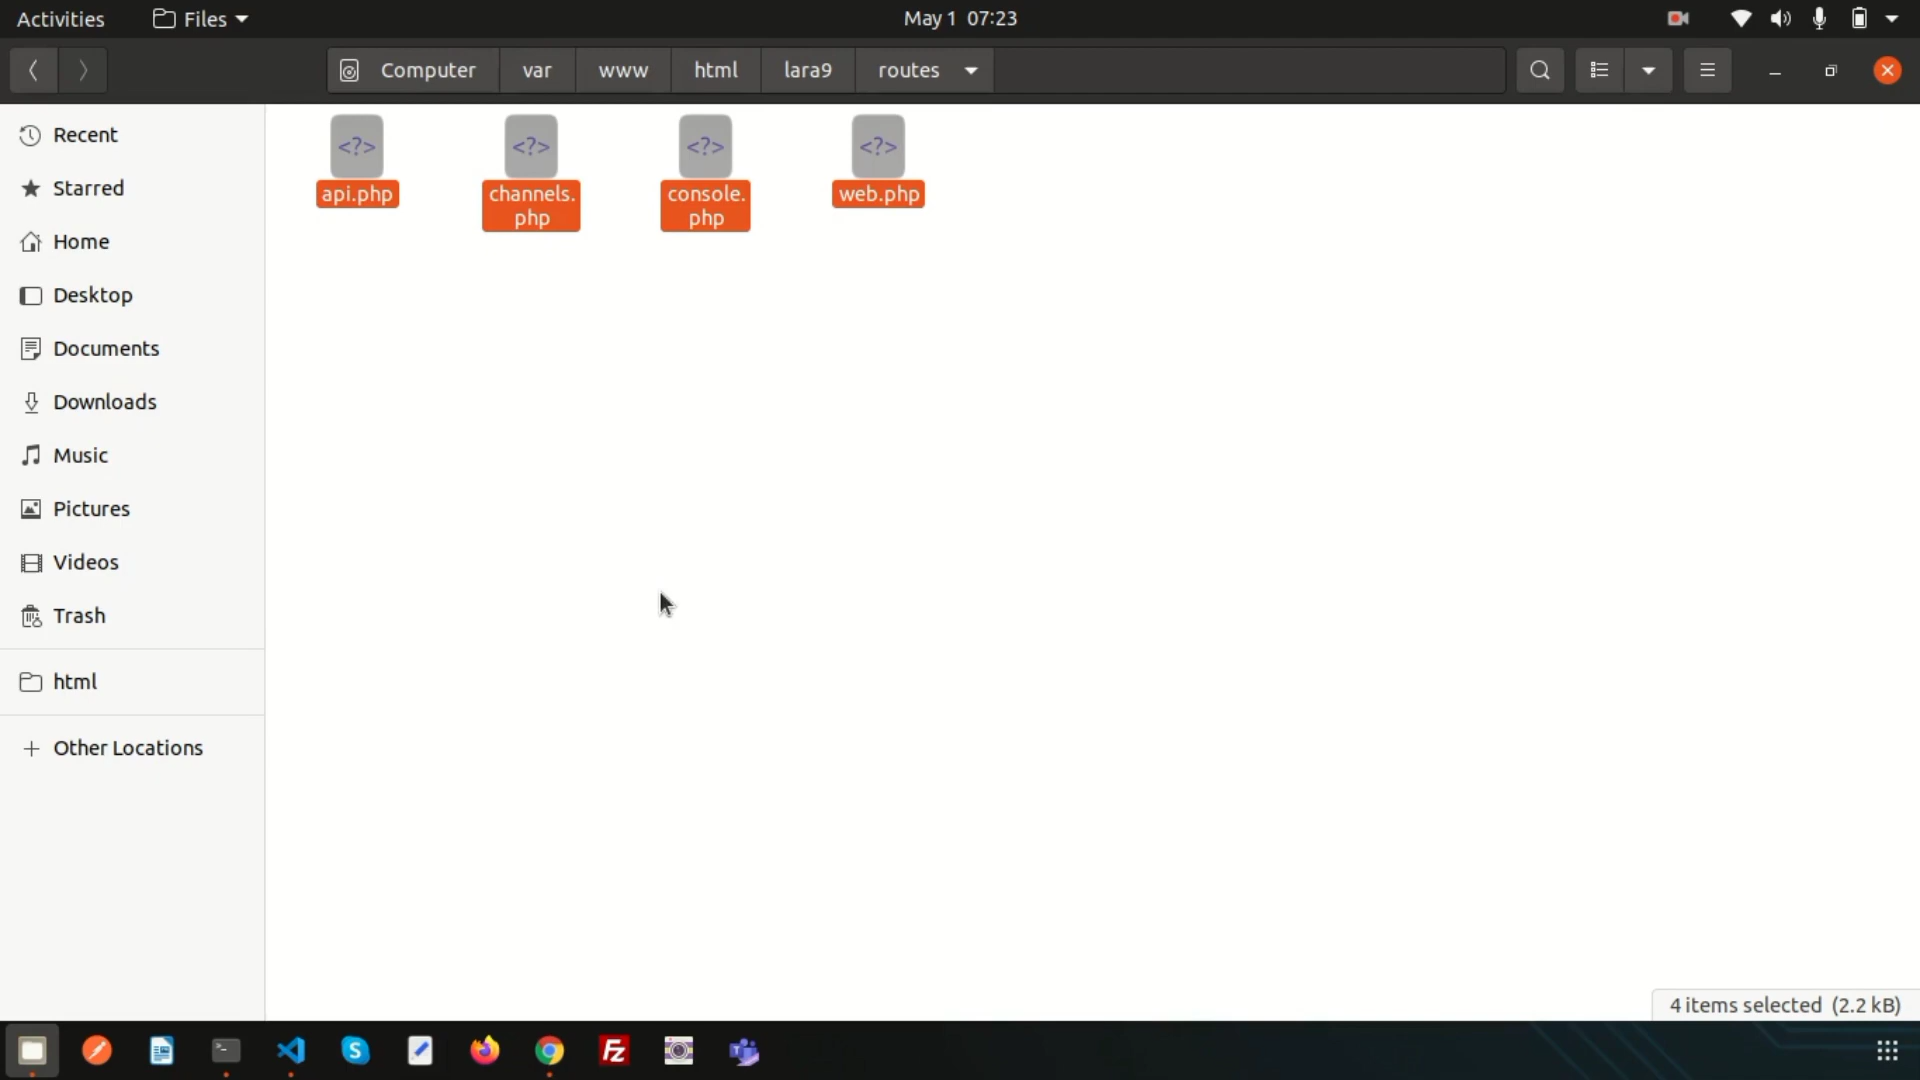 Activities Files May 1 07:23
Computer var www html lara9 routes
Recent
Starred
Home
Desktop
Documents
Downloads
Music
Pictures
Videos
Trash
html
Other Locations
<?> <?> <?> <?>
api.php channels. console. web.php
php php
4 items selected (2.2 kB)
>_ S Fz T